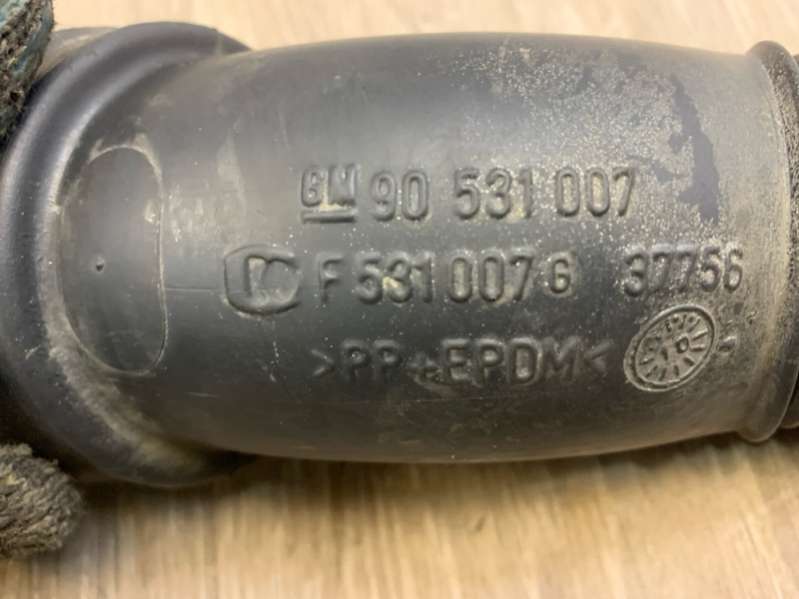 GM 90 531 007
F 531 007 G 37756
>PP+EPDM<